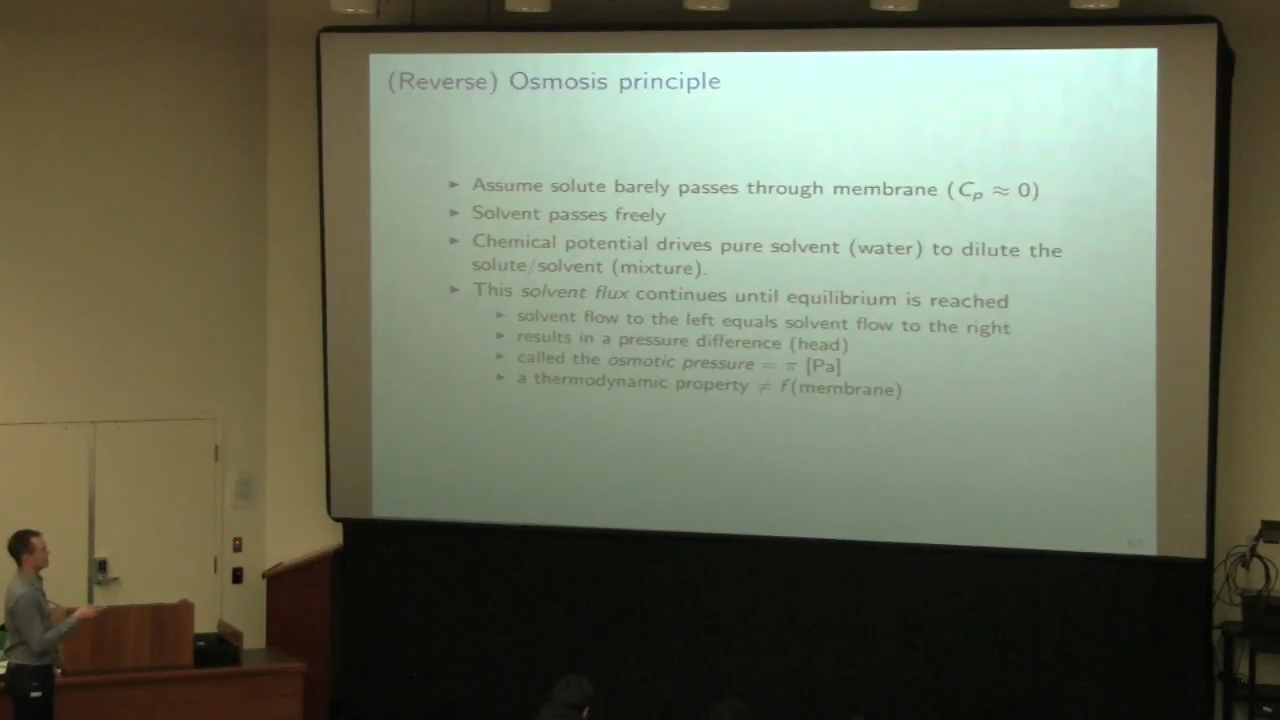 (Reverse) Osmosis principle
▶ Assume solute barely passes through membrane (Cₚ ≈ 0)
▶ Solvent passes freely
▶ Chemical potential drives pure solvent (water) to dilute the
solute/solvent (mixture).
▶ This solvent flux continues until equilibrium is reached
▶ solvent flow to the left equals solvent flow to the right
▶ results in a pressure difference (head)
▶ called the osmotic pressure = π [Pa]
▶ a thermodynamic property ≠ f(membrane)